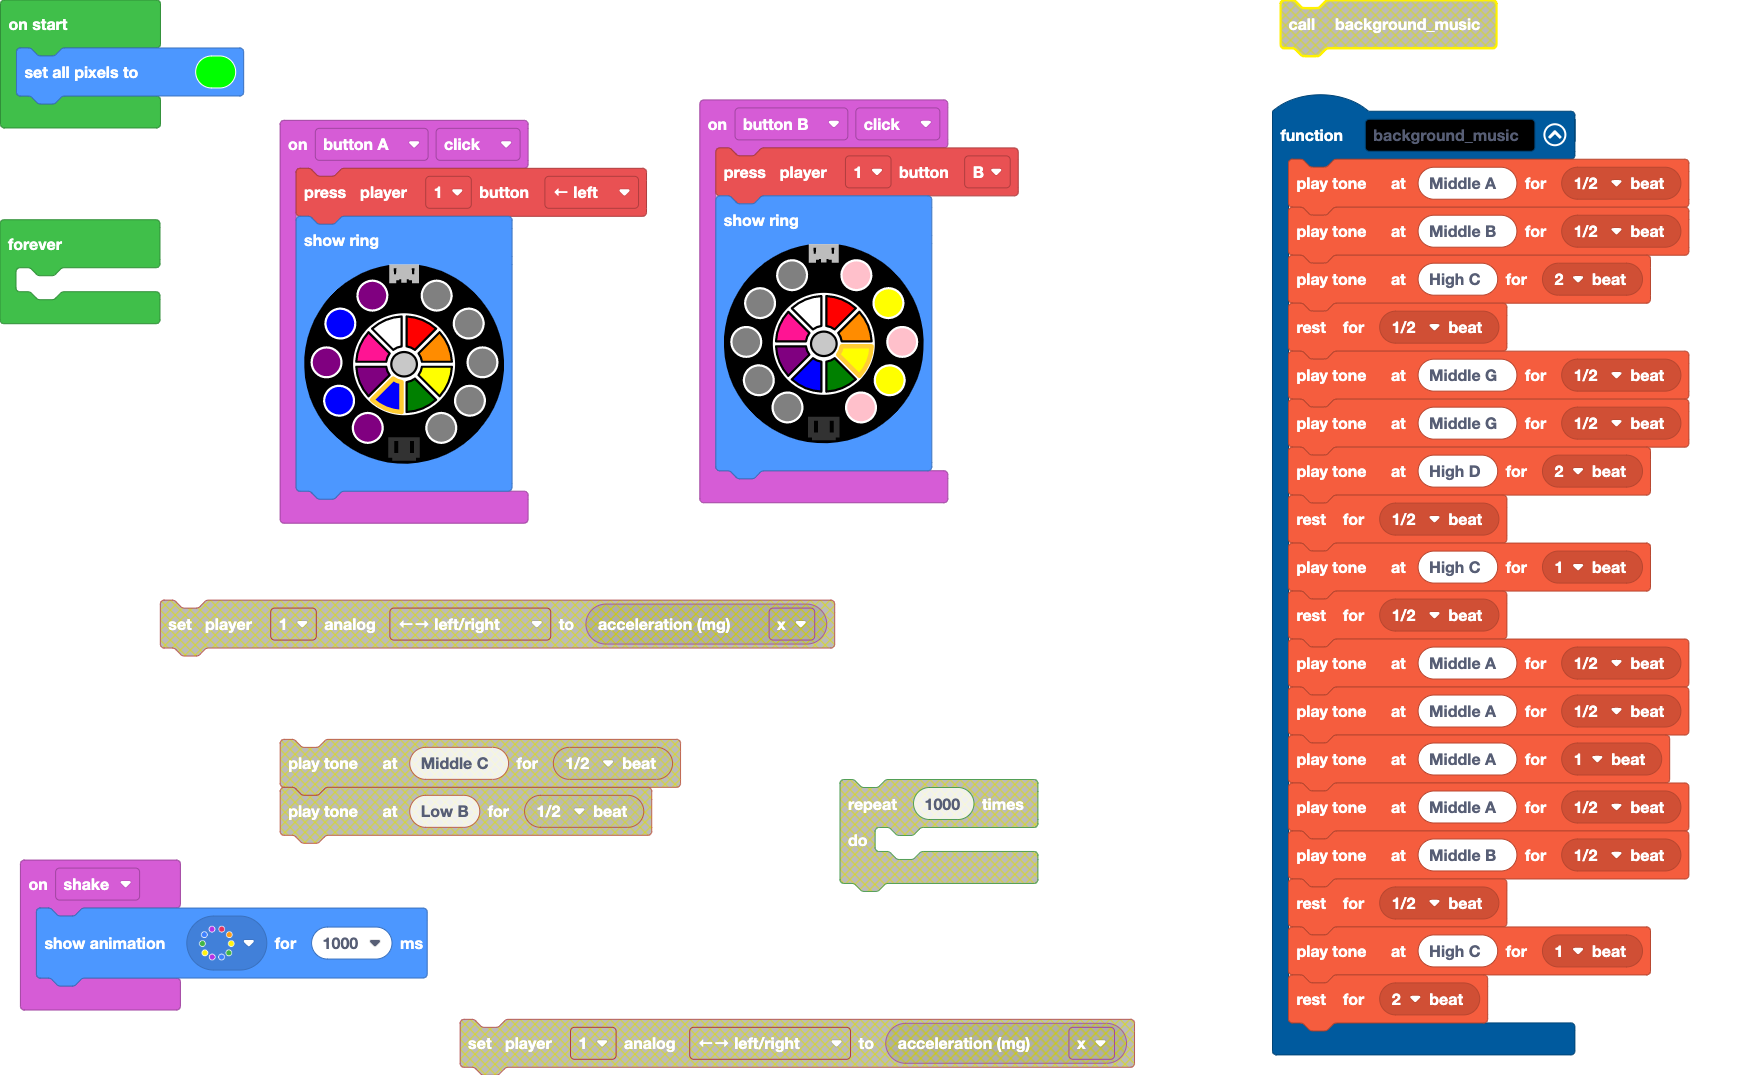 on start
set all pixels to
forever
on button A click
press player 1 button ← left
show ring
on button B click
press player 1 button B
show ring
set player 1 analog ←→ left/right to acceleration (mg) x
play tone at Middle C for 1/2 beat
play tone at Low B for 1/2 beat
repeat 1000 times
do
on shake
show animation for 1000 ms
set player 1 analog ←→ left/right to acceleration (mg) x
call background_music
function background_music
play tone at Middle A for 1/2 beat
play tone at Middle B for 1/2 beat
play tone at High C for 2 beat
rest for 1/2 beat
play tone at Middle G for 1/2 beat
play tone at Middle G for 1/2 beat
play tone at High D for 2 beat
rest for 1/2 beat
play tone at High C for 1 beat
rest for 1/2 beat
play tone at Middle A for 1/2 beat
play tone at Middle A for 1/2 beat
play tone at Middle A for 1 beat
play tone at Middle A for 1/2 beat
play tone at Middle B for 1/2 beat
rest for 1/2 beat
play tone at High C for 1 beat
rest for 2 beat